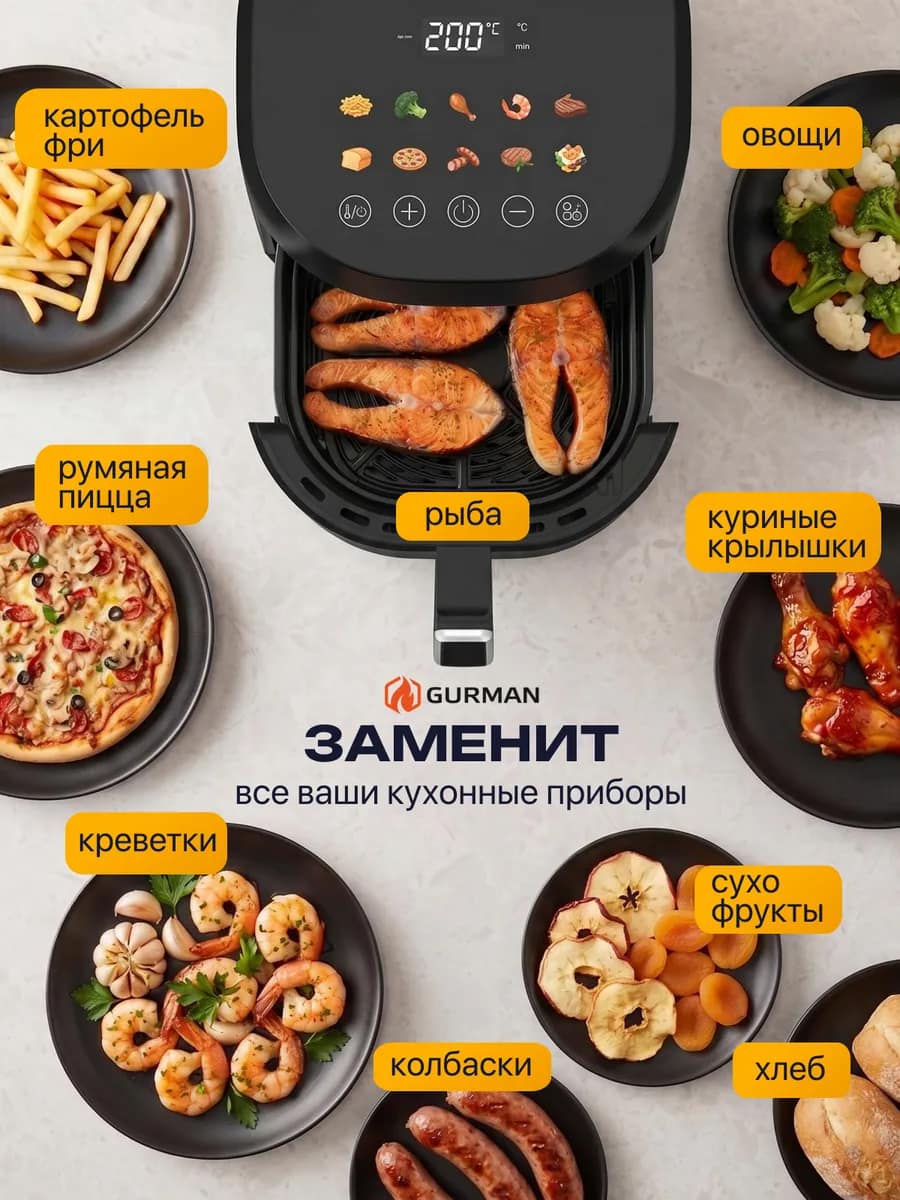 200°C
°C
min
картофель
фри
овощи
румяная
пицца
рыба
куриные
крылышки
GURMAN
ЗАМЕНИТ
все ваши кухонные приборы
креветки
сухо
фрукты
колбаски
хлеб